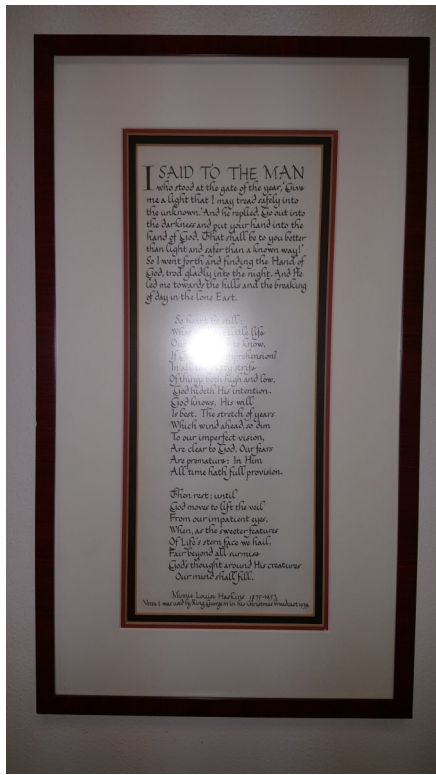 I SAID TO THE MAN
who stood at the gate of the year, 'Give
me a light that I may tread safely into
the unknown.' And he replied, 'Go out into
the darkness and put your hand into the
hand of God. That shall be to you better
than light and safer than a known way!'
So I went forth and finding the Hand of
God, trod gladly into the night. And He
led me towards the hills and the breaking
of day in the lone East.
So heart be still:
What little life
Our to know,
If comprehension?
In all the strife
Of things both high and low,
God hideth His intention.
God knows. His will
Is best. The stretch of years
Which wind ahead, so dim
To our imperfect vision,
Are clear to God. Our fears
Are premature: In Him
All time hath full provision.
Then rest: until
God moves to lift the veil
From our impatient eyes,
When, as the sweeter features
Of Life's stern face we hail,
Fair beyond all surmise
God's thought around His creatures
Our mind shall fill.
Minnie Louise Haskins 1875-1957
Verse 1 was used by King George VI in his Christmas broadcast 1939.